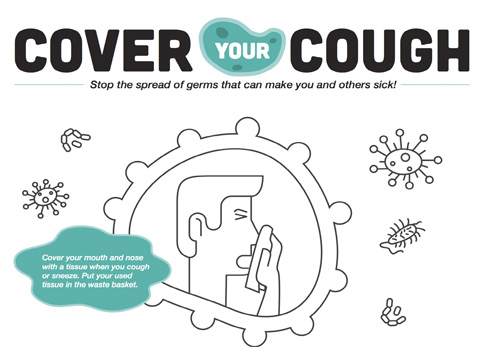 COVER YOUR COUGH
Stop the spread of germs that can make you and others sick!
Cover your mouth and nose
with a tissue when you cough
or sneeze. Put your used
tissue in the waste basket.